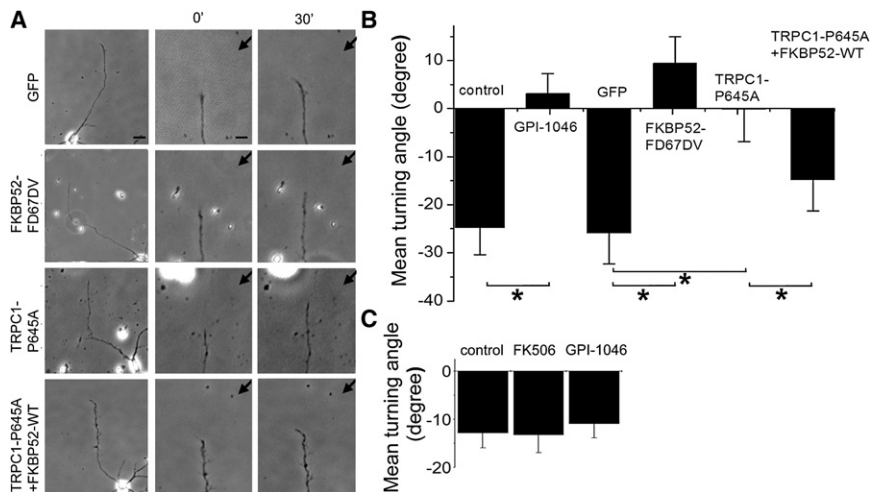 A
0'
30'
GFP
FKBP52-
FD67DV
TRPC1-
P645A
TRPC1-P645A
+FKBP52-WT
B
Mean turning angle (degree)
10
0
-10
-20
-30
-40
control
GPI-1046
GFP
FKBP52-
FD67DV
TRPC1-
P645A
TRPC1-P645A
+FKBP52-WT
*
*
*
*
C
Mean turning angle
(degree)
0
-10
-20
control
FK506
GPI-1046